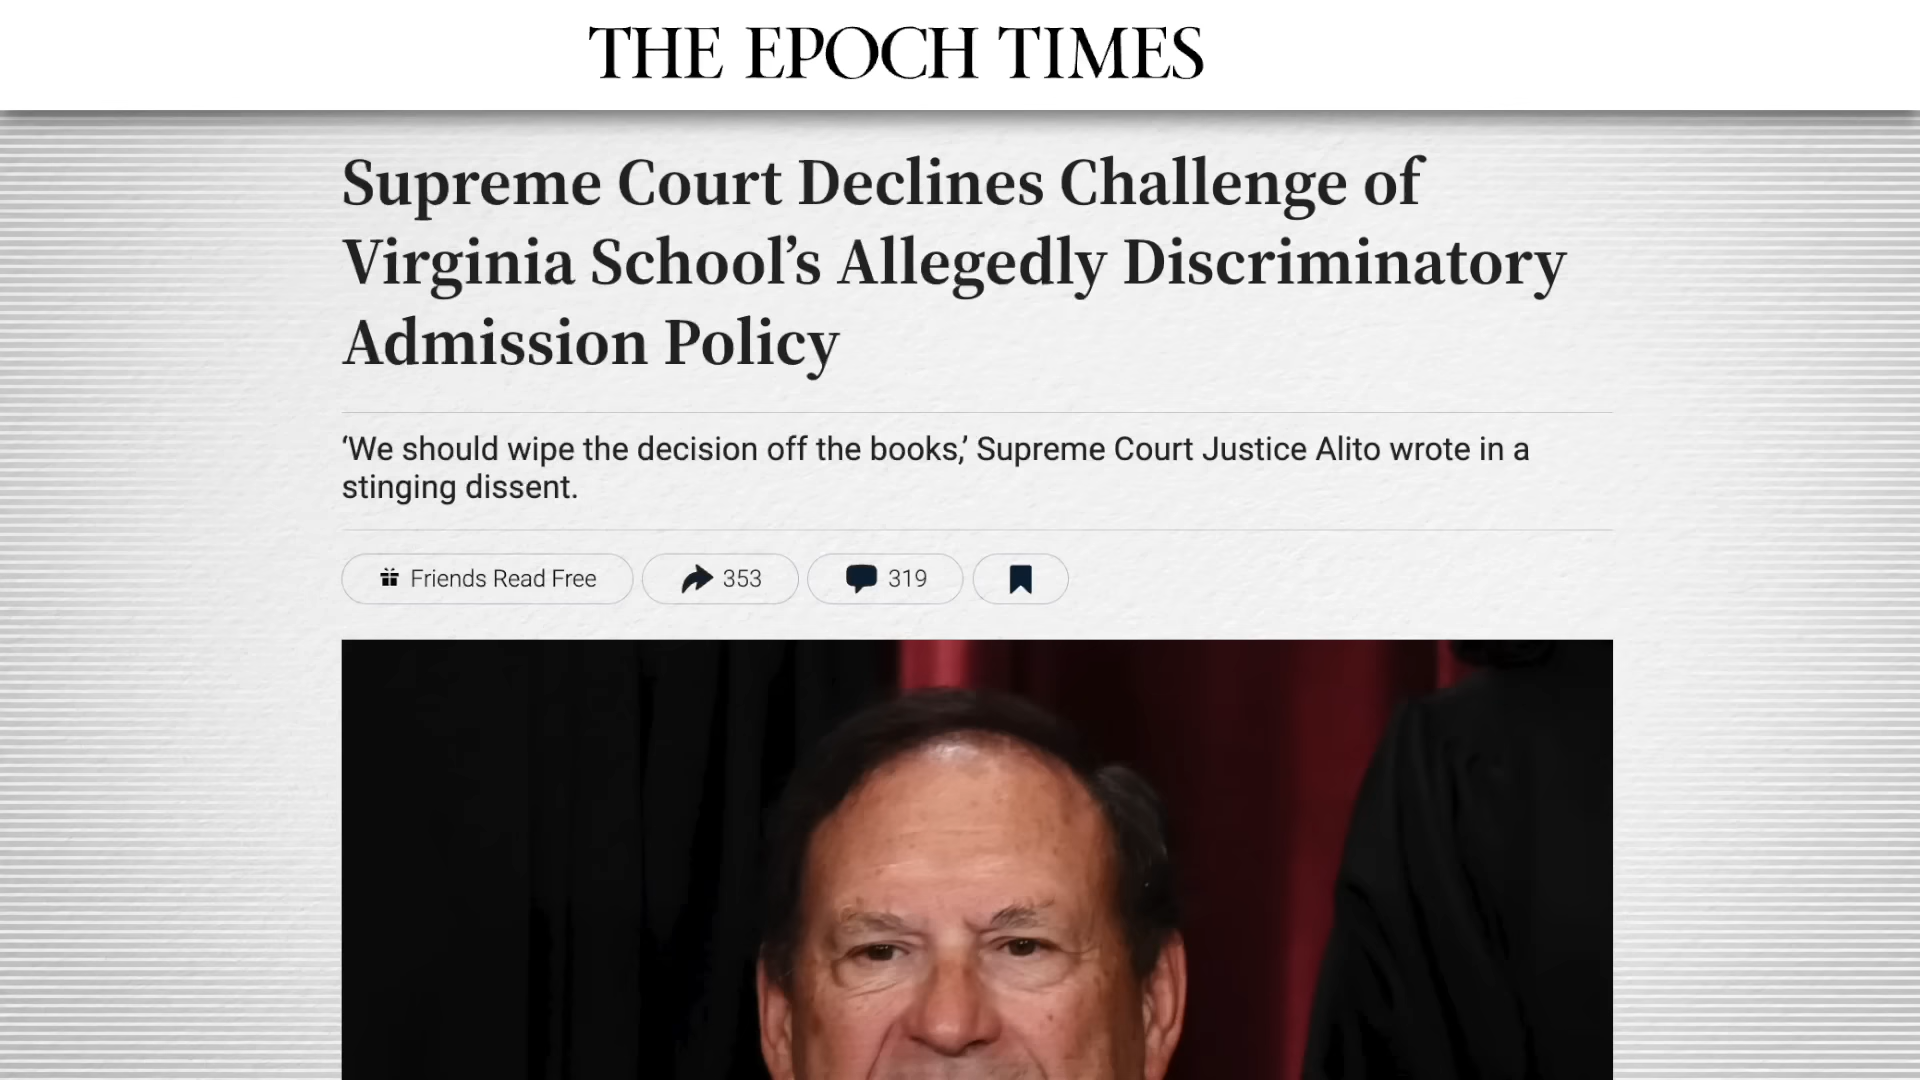 THE EPOCH TIMES
Supreme Court Declines Challenge of
Virginia School’s Allegedly Discriminatory
Admission Policy
‘We should wipe the decision off the books,’ Supreme Court Justice Alito wrote in a
stinging dissent.
Friends Read Free 353 319